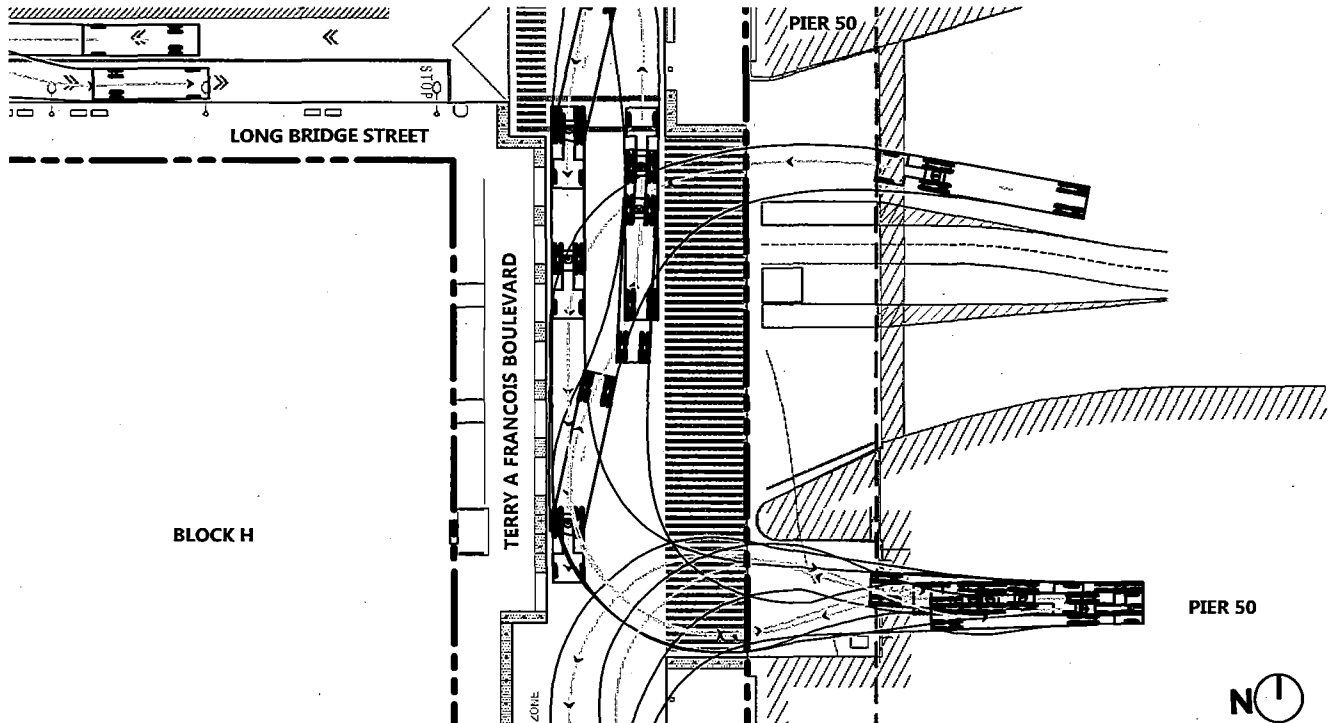 PIER 50
STOP
LONG BRIDGE STREET
TERRY A FRANCOIS BOULEVARD
BLOCK H
PIER 50
ZONE
N